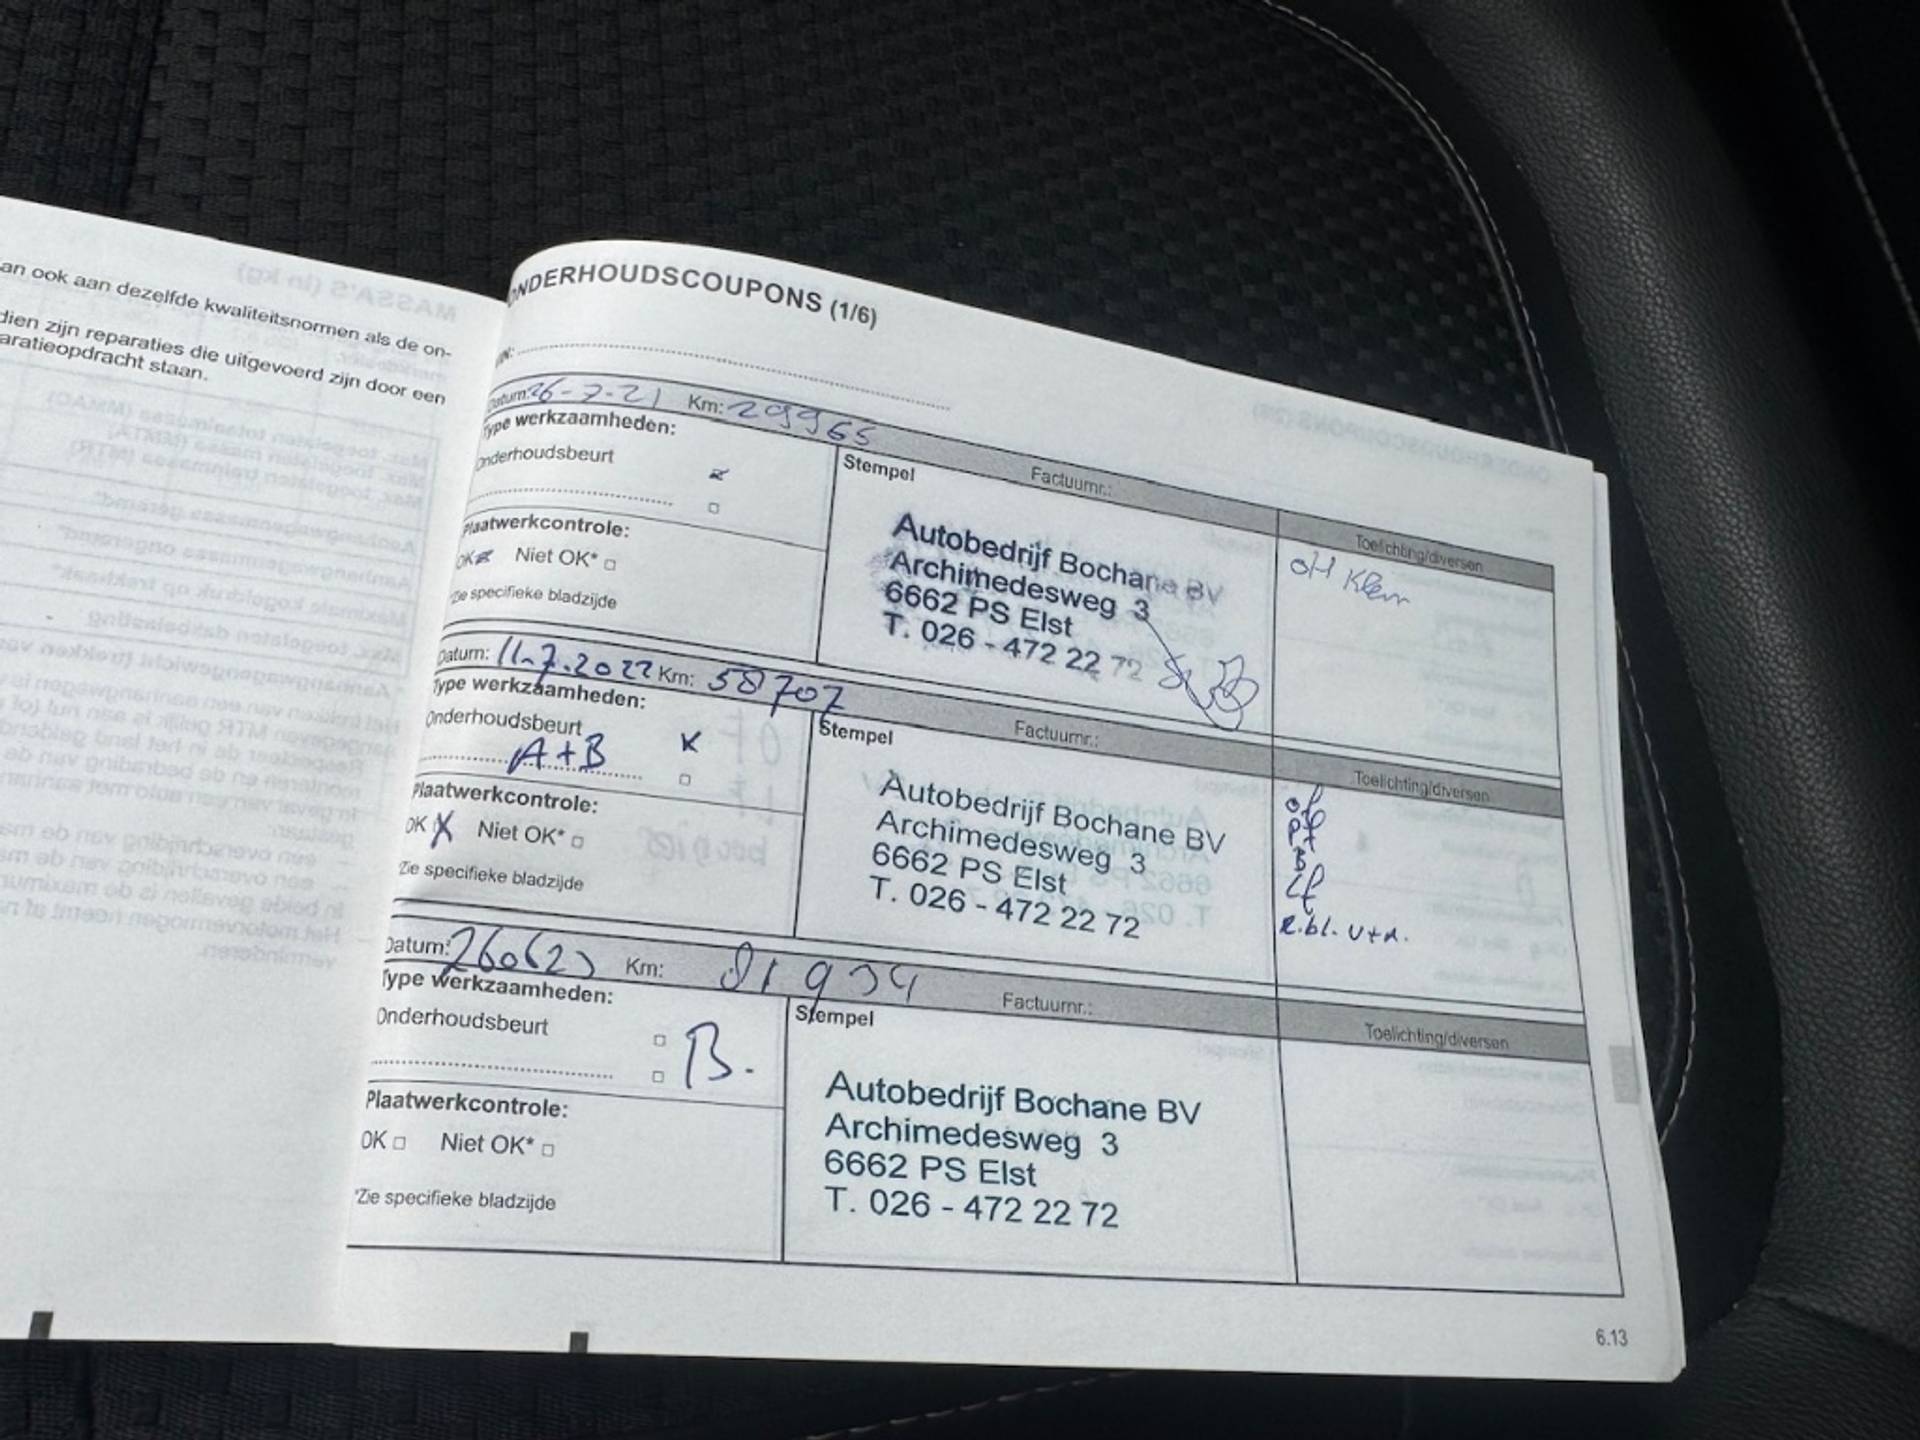 an ook aan dezelfde kwaliteitsnormen als de on-
dien zijn reparaties die uitgevoerd zijn door een
aratieopdracht staan.
ONDERHOUDSCOUPONS (1/6)
Datum: 26-7-21 Km: 29965
Factuurnr.:
Type werkzaamheden:
Onderhoudsbeurt
Plaatwerkcontrole:
OK Niet OK*
*Zie specifieke bladzijde
Stempel
Autobedrijf Bochane BV
Archimedesweg 3
6662 PS Elst
T. 026 - 472 22 72
Toelichting/diversen
Datum: 11.7.2022 Km: 58707
Factuurnr.:
Type werkzaamheden:
Onderhoudsbeurt
A+B
Plaatwerkcontrole:
OK Niet OK*
*Zie specifieke bladzijde
Stempel
Autobedrijf Bochane BV
Archimedesweg 3
6662 PS Elst
T. 026 - 472 22 72
Toelichting/diversen
of
Pf
Lf
R.bl. v+a.
Datum: 260623 Km: 81934
Factuurnr.:
Type werkzaamheden:
Onderhoudsbeurt
B.
Plaatwerkcontrole:
OK Niet OK*
*Zie specifieke bladzijde
Stempel
Autobedrijf Bochane BV
Archimedesweg 3
6662 PS Elst
T. 026 - 472 22 72
Toelichting/diversen
6.13